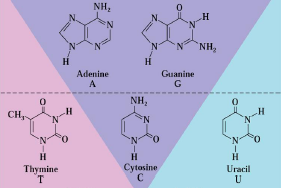 NH₂
N
N
N
N
H
Adenine
A
O
N
N
H
N
N
NH₂
H
Guanine
G
CH₃
O
N
H
N
O
H
Thymine
T
NH₂
N
N
O
H
Cytosine
C
O
N
H
N
O
H
Uracil
U